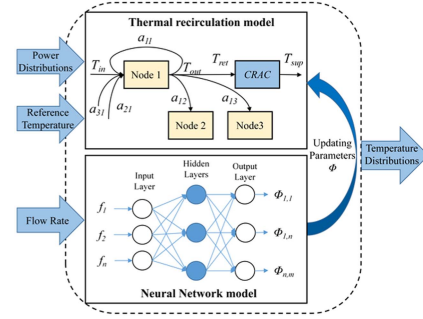 Thermal recirculation model
Power
Distributions
Reference
Temperature
Flow Rate
a11
Tin
Node 1
Tout
Tret
CRAC
Tsup
a31
a21
a12
a13
Node 2
Node3
Updating
Parameters
Φ
Temperature
Distributions
Input
Layer
Hidden
Layers
Output
Layer
f1
f2
fn
Φ1,1
Φ1,n
Φn,m
Neural Network model